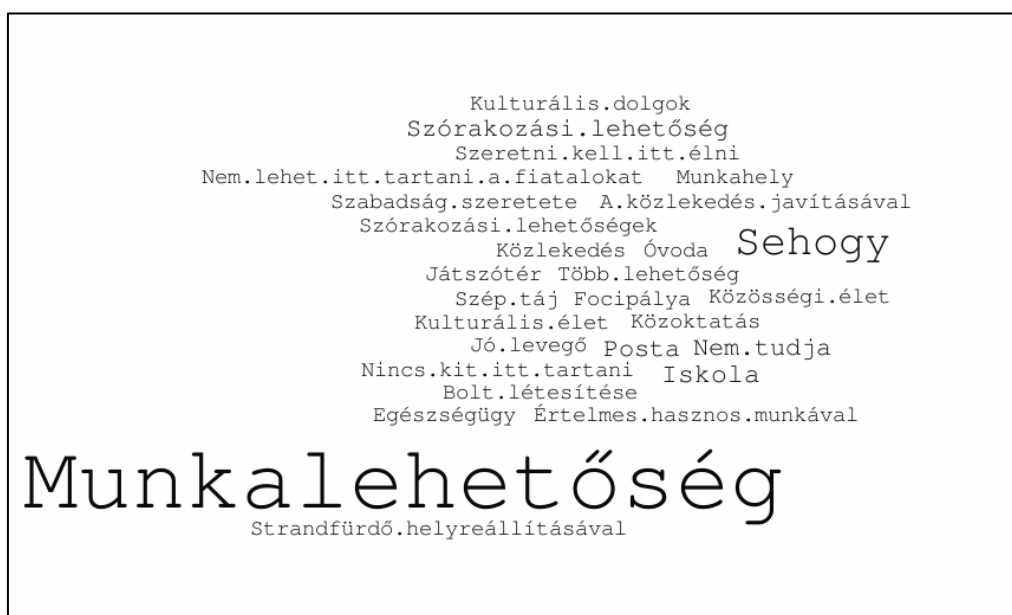 Kulturális.dolgok
Szórakozási.lehetőség
Szeretni.kell.itt.élni
Nem.lehet.itt.tartani.a.fiatalokat Munkahely
Szabadság.szeretete A.közlekedés.javításával
Szórakozási.lehetőségek
Közlekedés Óvoda Sehogy
Játszótér Több.lehetőség
Szép.táj Focipálya Közösségi.élet
Kulturális.élet Közoktatás
Jó.levegő Posta Nem.tudja
Nincs.kit.itt.tartani Iskola
Bolt.létesítése
Egészségügy Értelmes.hasznos.munkával
Munkalehetőség
Strandfürdő.helyreállításával